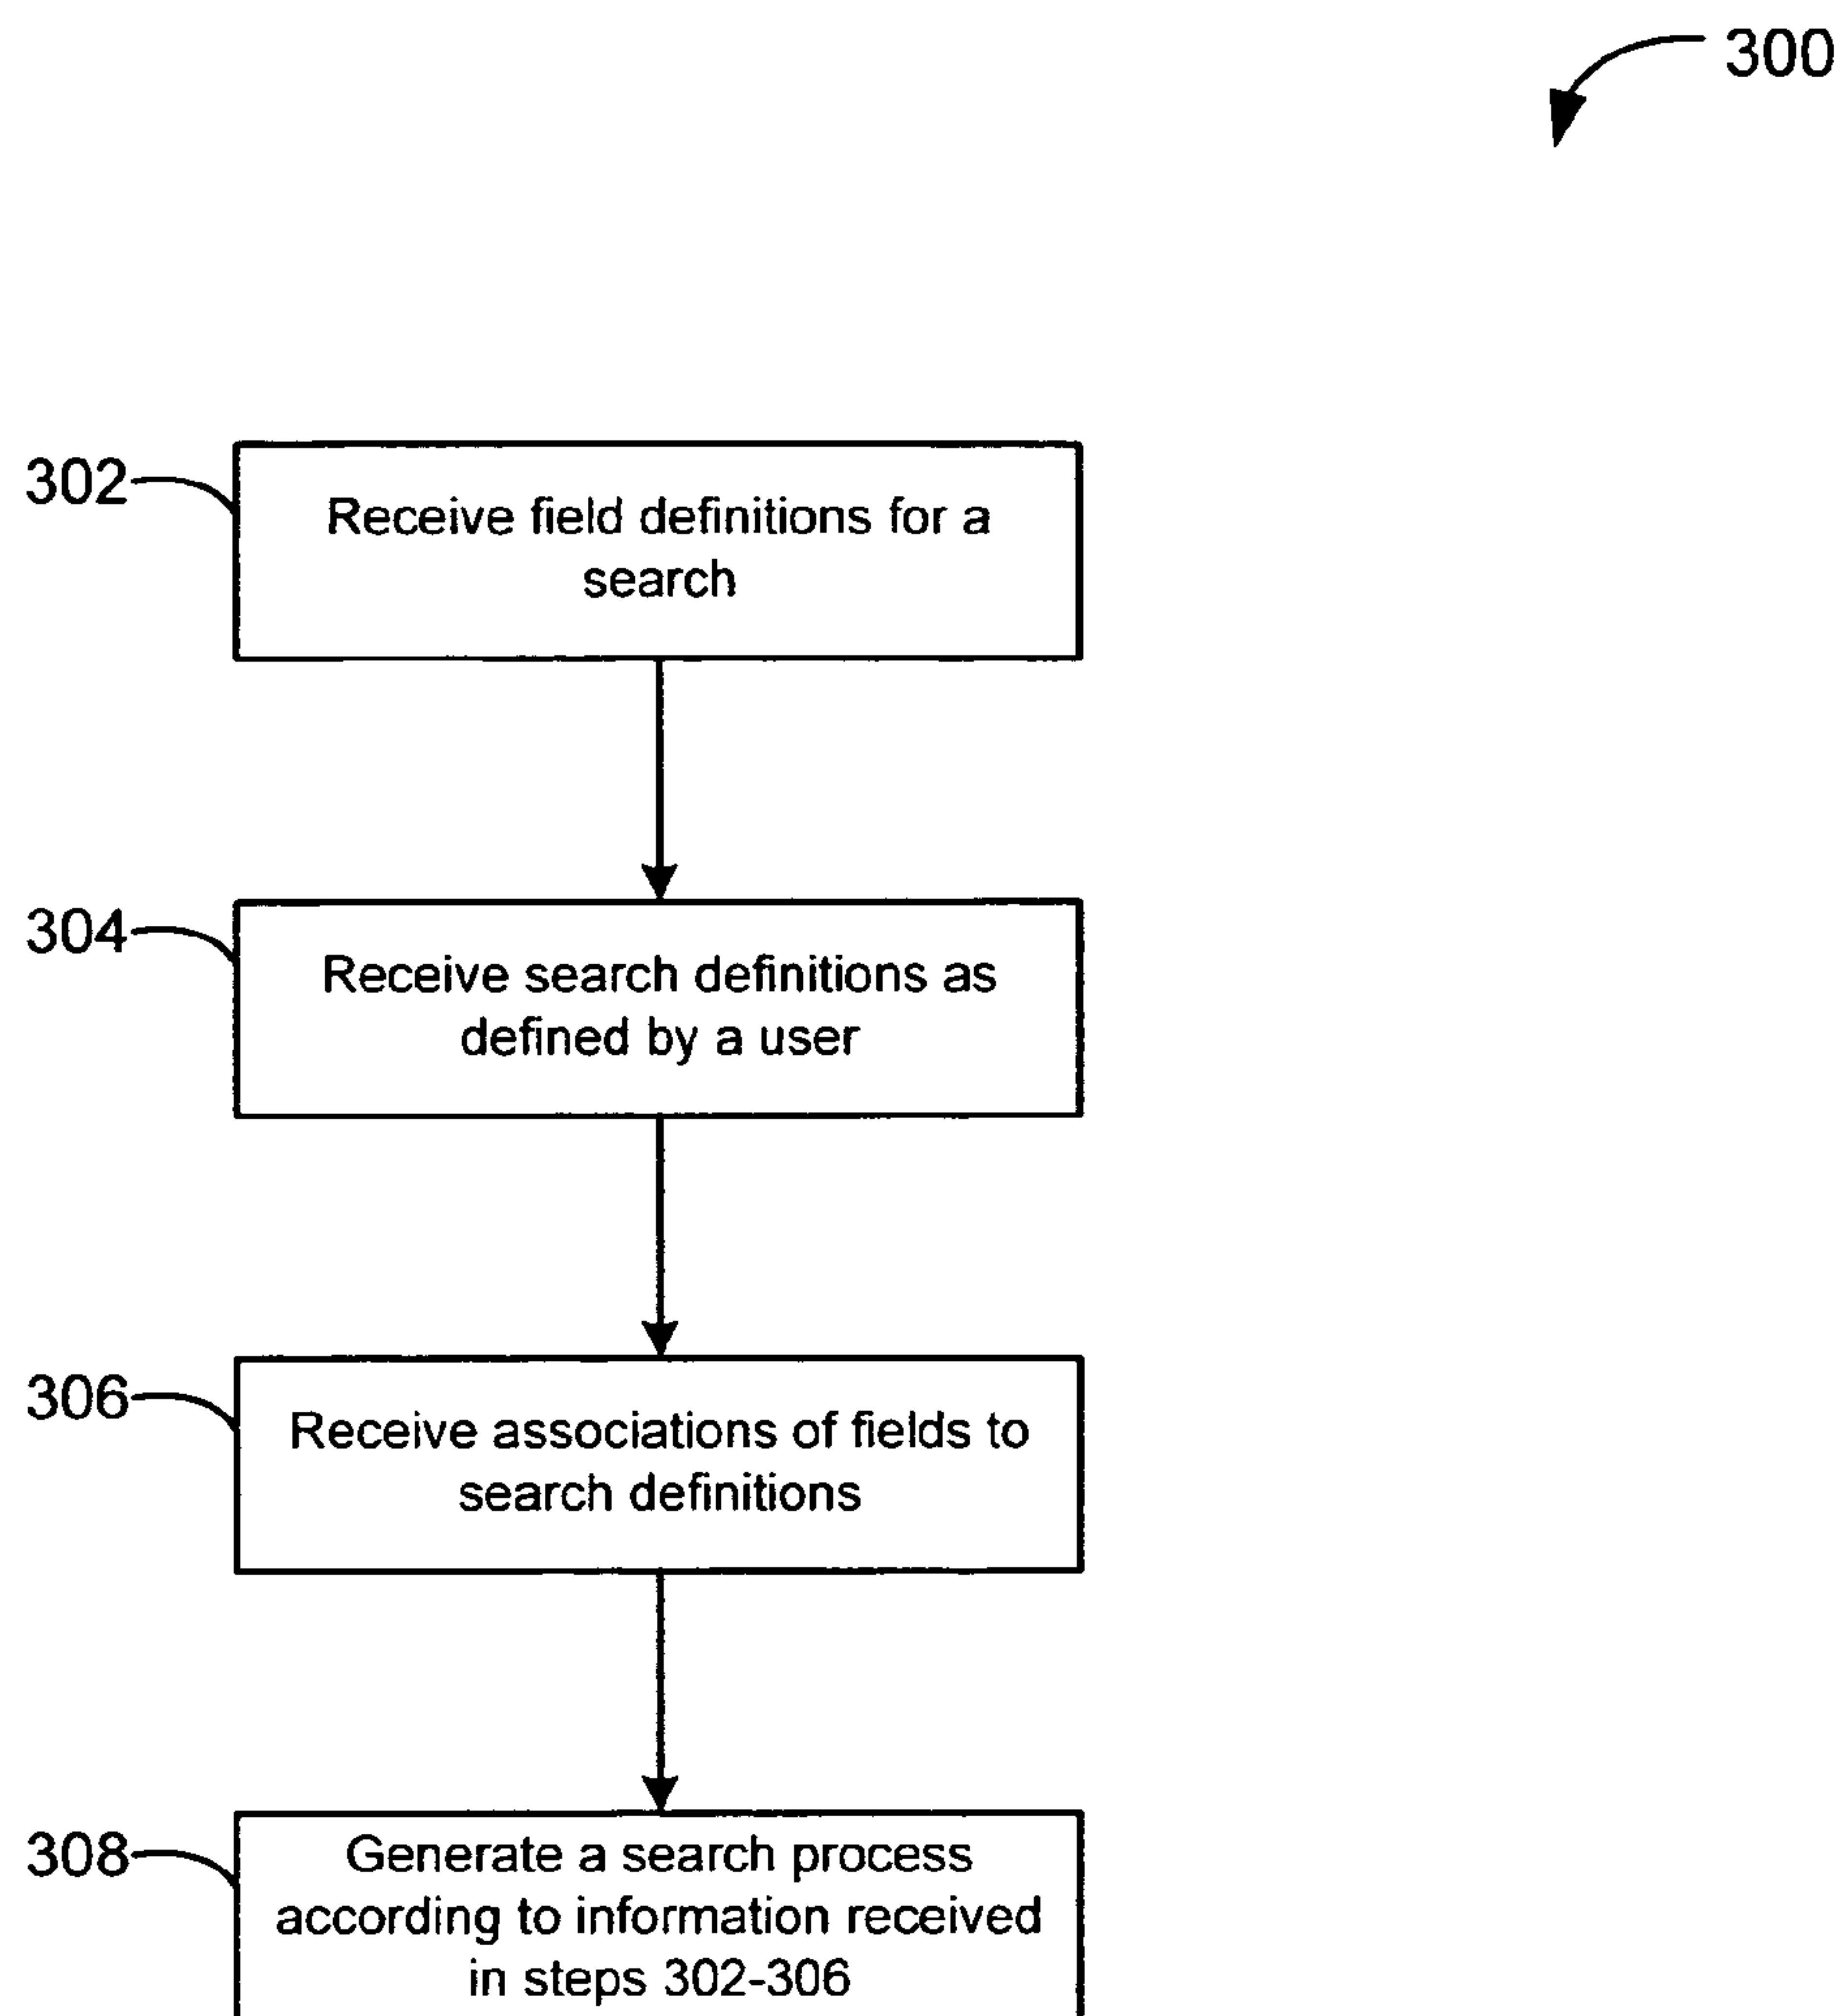 300
302
Receive field definitions for a
search
304
Receive search definitions as
defined by a user
306
Receive associations of fields to
search definitions
308
Generate a search process
according to information received
in steps 302-306